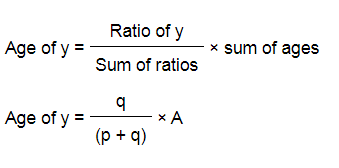 Age of y = Ratio of y / Sum of ratios × sum of ages
Age of y = q / (p + q) × A